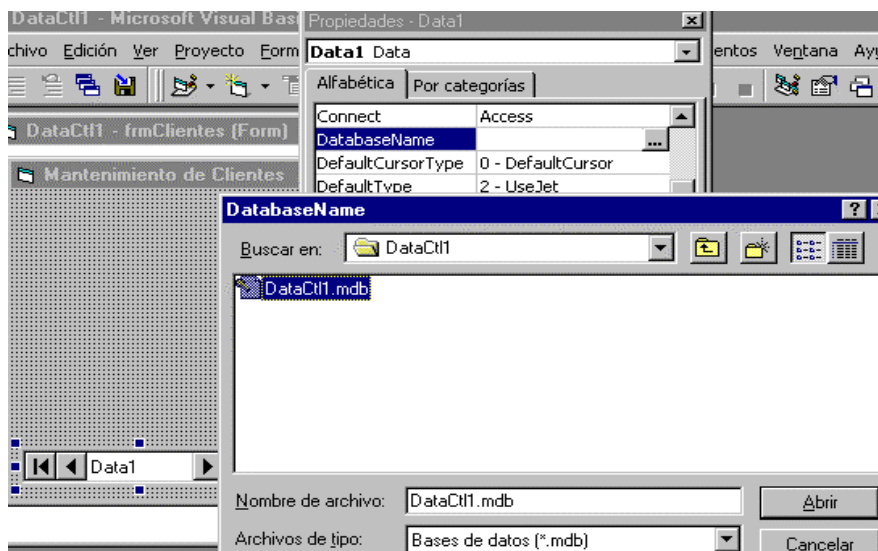 DataCtl1 - Microsoft Visual Basi
Propiedades - Data1
chivo Edición Ver Proyecto Form
Data1 Data
entos Ventana Ayu
Alfabética Por categorías
Connect Access
DatabaseName ...
DefaultCursorType 0 - DefaultCursor
DefaultType 2 - UseJet
DataCtl1 - frmClientes (Form)
Mantenimiento de Clientes
DatabaseName
Buscar en: DataCtl1
DataCtl1.mdb
Data1
Nombre de archivo: DataCtl1.mdb Abrir
Archivos de tipo: Bases de datos (*.mdb) Cancelar